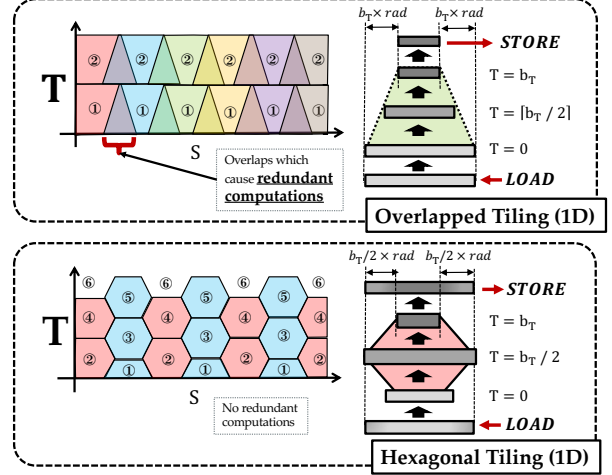 b_T × rad b_T × rad
STORE
② ② ② ② ② ②
T = b_T
T
T = ⌈b_T / 2⌉
① ① ① ① ① ①
T = 0
S
Overlaps which
cause redundant
computations
LOAD
Overlapped Tiling (1D)
b_T/2 × rad b_T/2 × rad
⑥ ⑥ ⑥ ⑥
STORE
⑤ ⑤ ⑤
④ ④ ④ ④
T = b_T
T
③ ③ ③
T = b_T / 2
② ② ② ②
① ① ①
T = 0
S
No redundant
computations
LOAD
Hexagonal Tiling (1D)